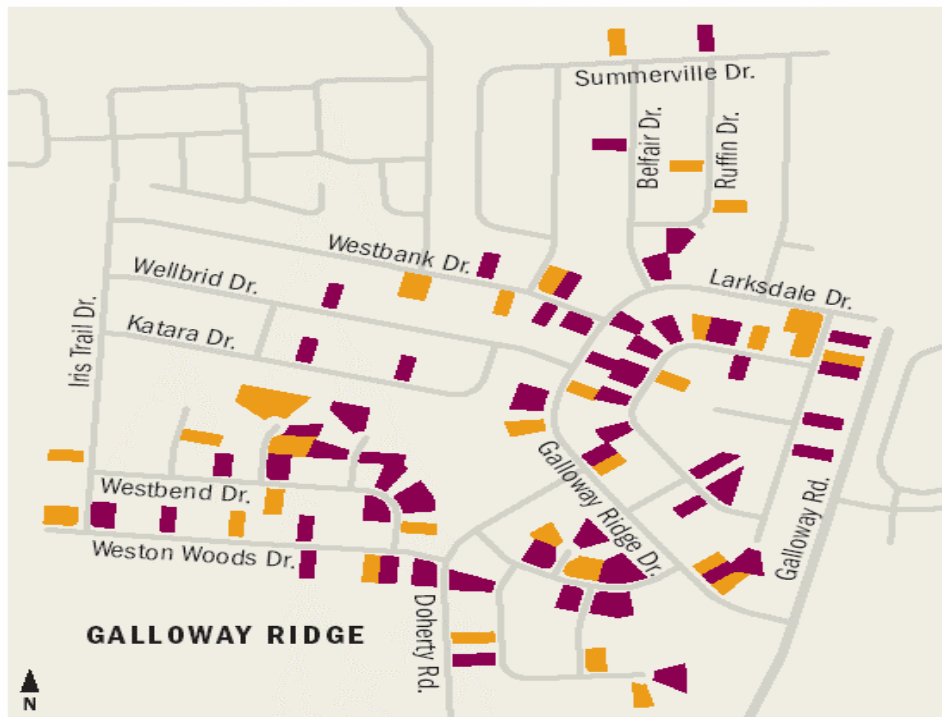 Summerville Dr.
Belfair Dr.
Ruffin Dr.
Westbank Dr.
Wellbrid Dr.
Larksdale Dr.
Katara Dr.
Iris Trail Dr.
Westbend Dr.
Galloway Ridge Dr.
Galloway Rd.
Weston Woods Dr.
Doherty Rd.
GALLOWAY RIDGE
N